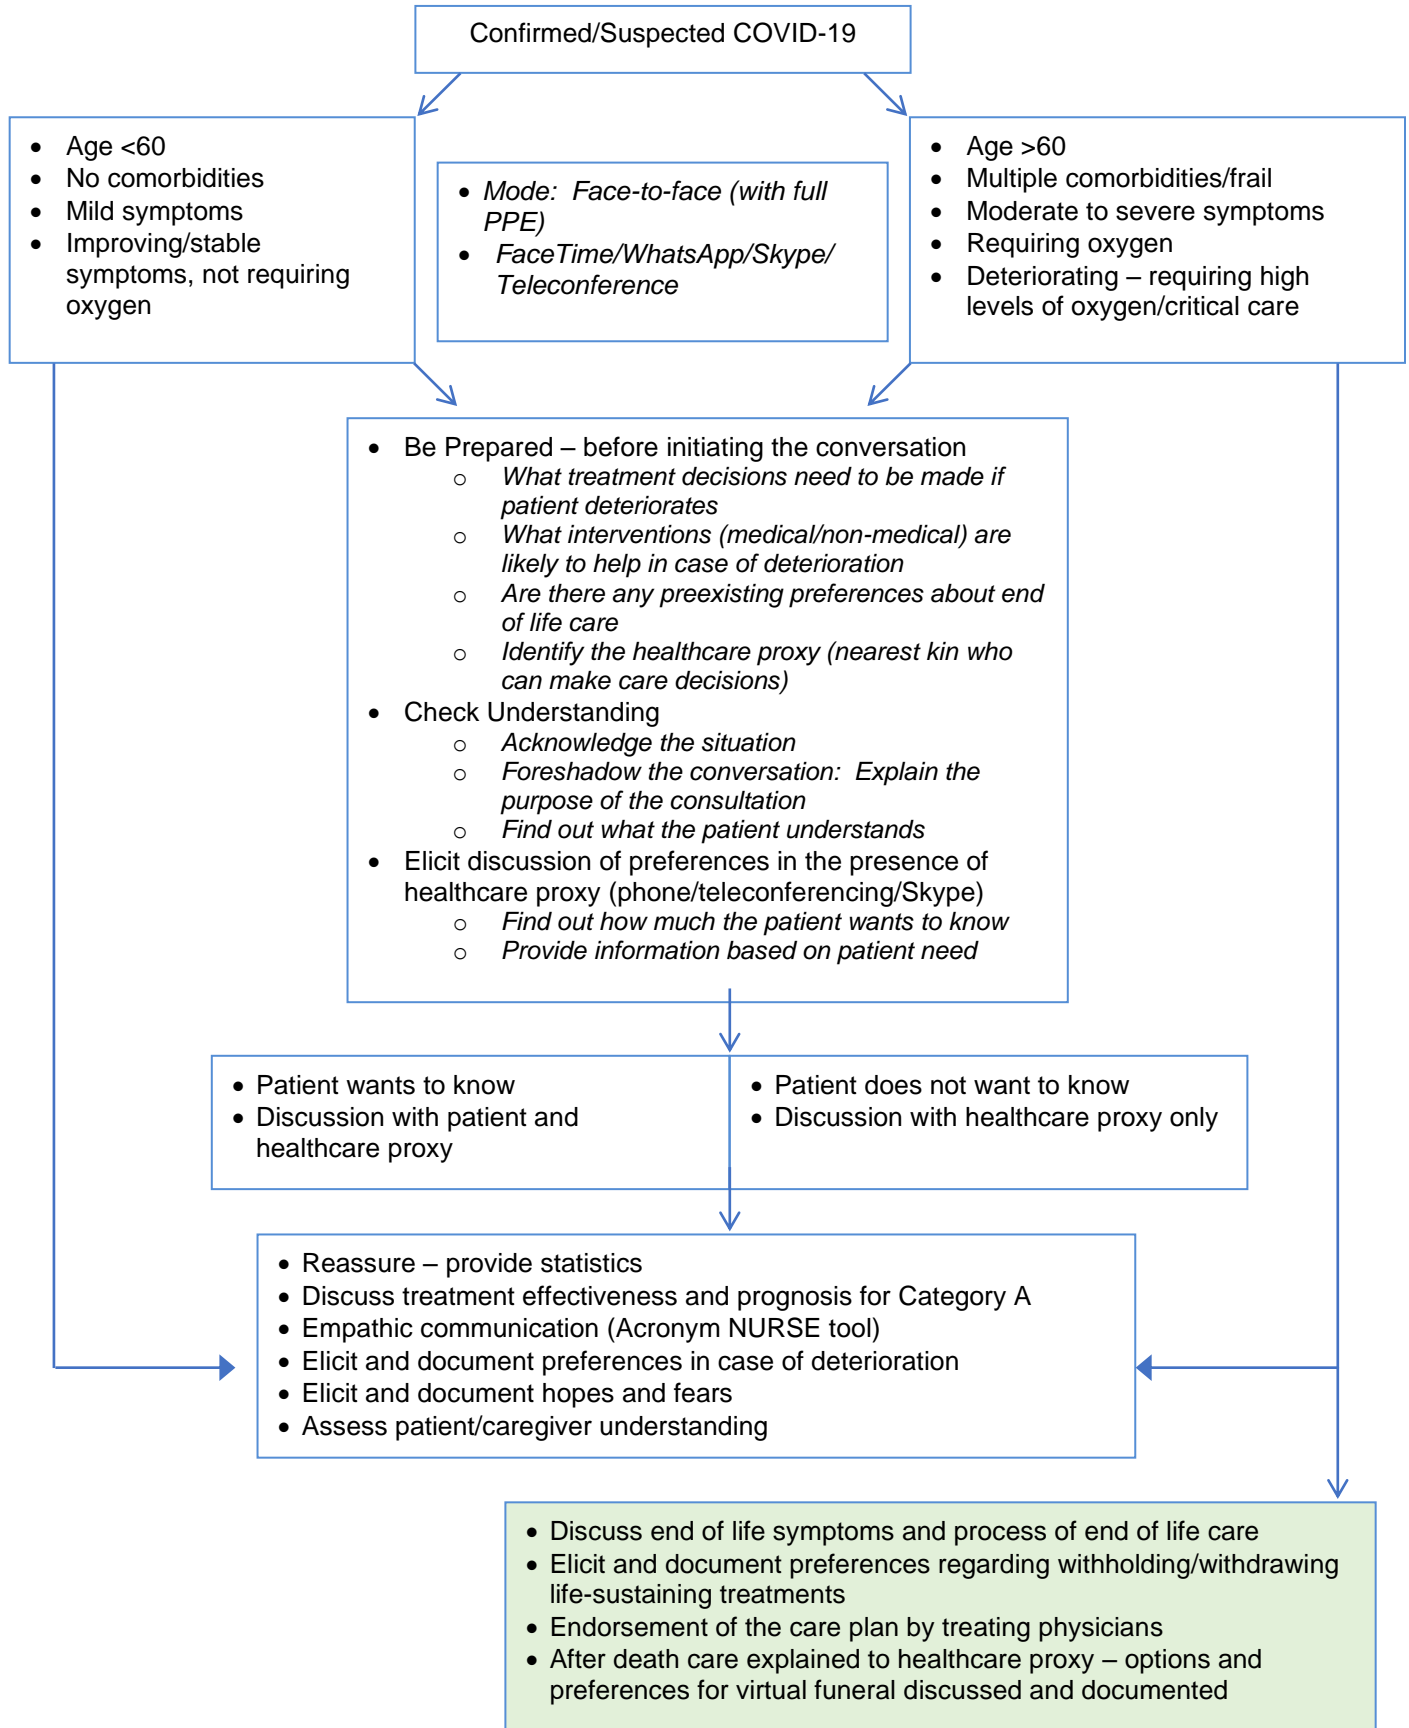 Confirmed/Suspected COVID-19
• Age <60
• No comorbidities
• Mild symptoms
• Improving/stable
symptoms, not requiring
oxygen
• Mode: Face-to-face (with full
PPE)
• FaceTime/WhatsApp/Skype/
Teleconference
• Age >60
• Multiple comorbidities/frail
• Moderate to severe symptoms
• Requiring oxygen
• Deteriorating – requiring high
levels of oxygen/critical care
• Be Prepared – before initiating the conversation
o What treatment decisions need to be made if
patient deteriorates
o What interventions (medical/non-medical) are
likely to help in case of deterioration
o Are there any preexisting preferences about end
of life care
o Identify the healthcare proxy (nearest kin who
can make care decisions)
• Check Understanding
o Acknowledge the situation
o Foreshadow the conversation: Explain the
purpose of the consultation
o Find out what the patient understands
• Elicit discussion of preferences in the presence of
healthcare proxy (phone/teleconferencing/Skype)
o Find out how much the patient wants to know
o Provide information based on patient need
• Patient wants to know
• Discussion with patient and
healthcare proxy
• Patient does not want to know
• Discussion with healthcare proxy only
• Reassure – provide statistics
• Discuss treatment effectiveness and prognosis for Category A
• Empathic communication (Acronym NURSE tool)
• Elicit and document preferences in case of deterioration
• Elicit and document hopes and fears
• Assess patient/caregiver understanding
• Discuss end of life symptoms and process of end of life care
• Elicit and document preferences regarding withholding/withdrawing
life-sustaining treatments
• Endorsement of the care plan by treating physicians
• After death care explained to healthcare proxy – options and
preferences for virtual funeral discussed and documented